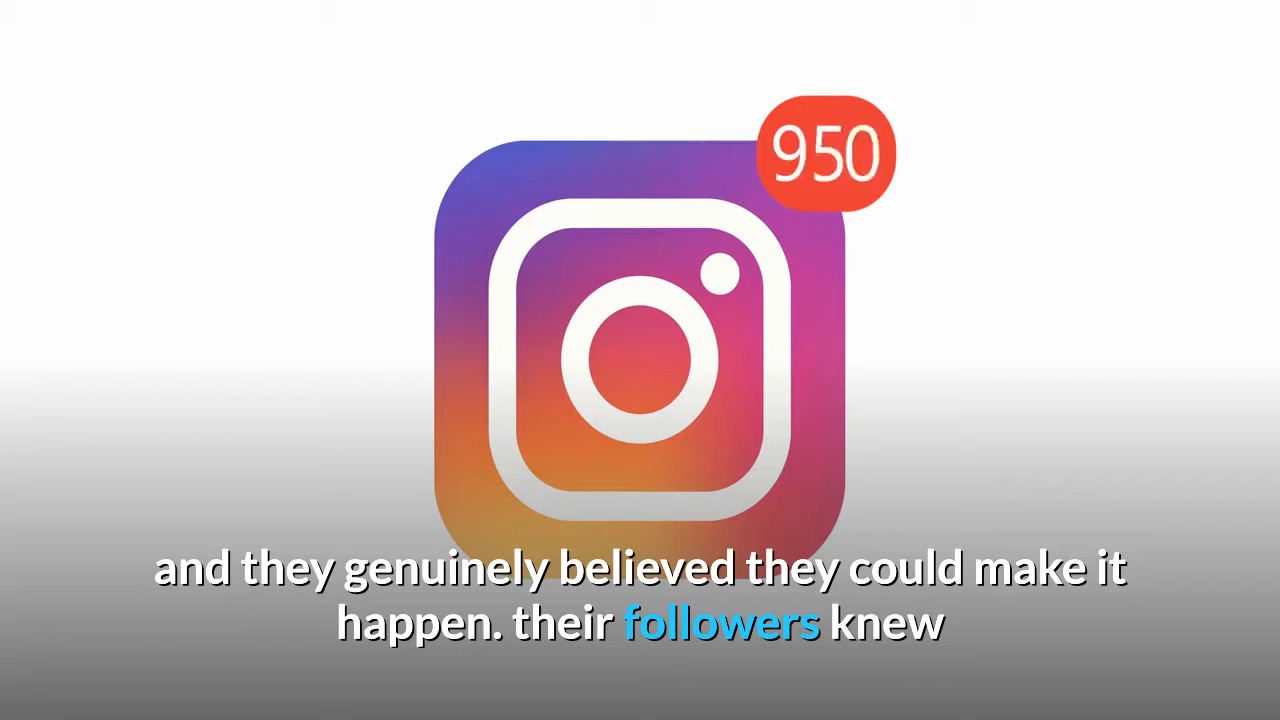 950
and they genuinely believed they could make it
happen. their followers knew